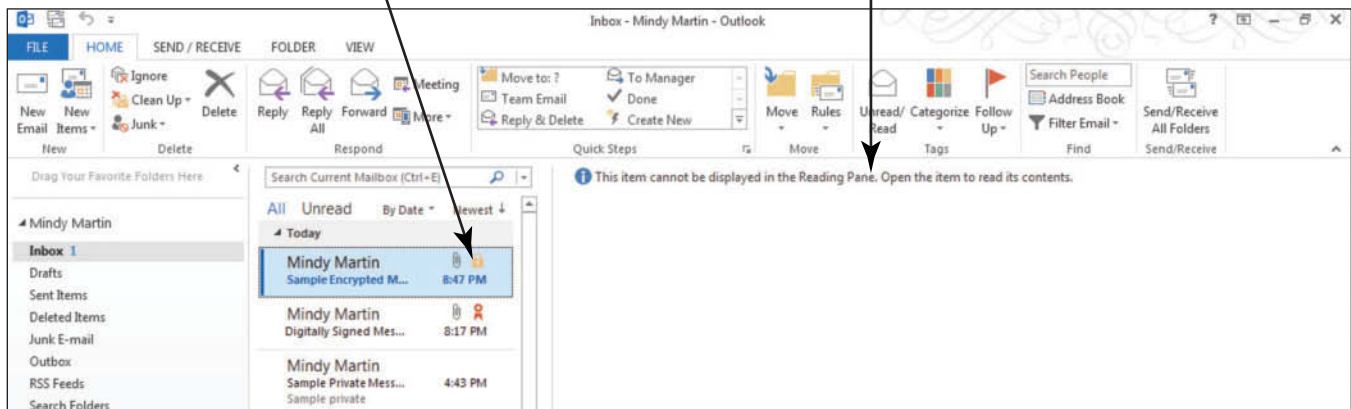 Inbox - Mindy Martin - Outlook
FILE HOME SEND / RECEIVE FOLDER VIEW
New Email
New Items
Ignore
Clean Up
Junk
Delete
Reply
Reply All
Forward
Meeting
More
Move to: ?
Team Email
Reply & Delete
To Manager
Done
Create New
Move
Rules
Unread/ Read
Categorize
Follow Up
Search People
Address Book
Filter Email
Send/Receive All Folders
New Delete Respond Quick Steps Move Tags Find Send/Receive
Drag Your Favorite Folders Here
Mindy Martin
Inbox 1
Drafts
Sent Items
Deleted Items
Junk E-mail
Outbox
RSS Feeds
Search Folders
Search Current Mailbox (Ctrl+E)
All Unread By Date Newest ↓
Today
Mindy Martin
Sample Encrypted M... 8:47 PM
Mindy Martin
Digitally Signed Mes... 8:17 PM
Mindy Martin
Sample Private Mess... 4:43 PM
Sample private
This item cannot be displayed in the Reading Pane. Open the item to read its contents.